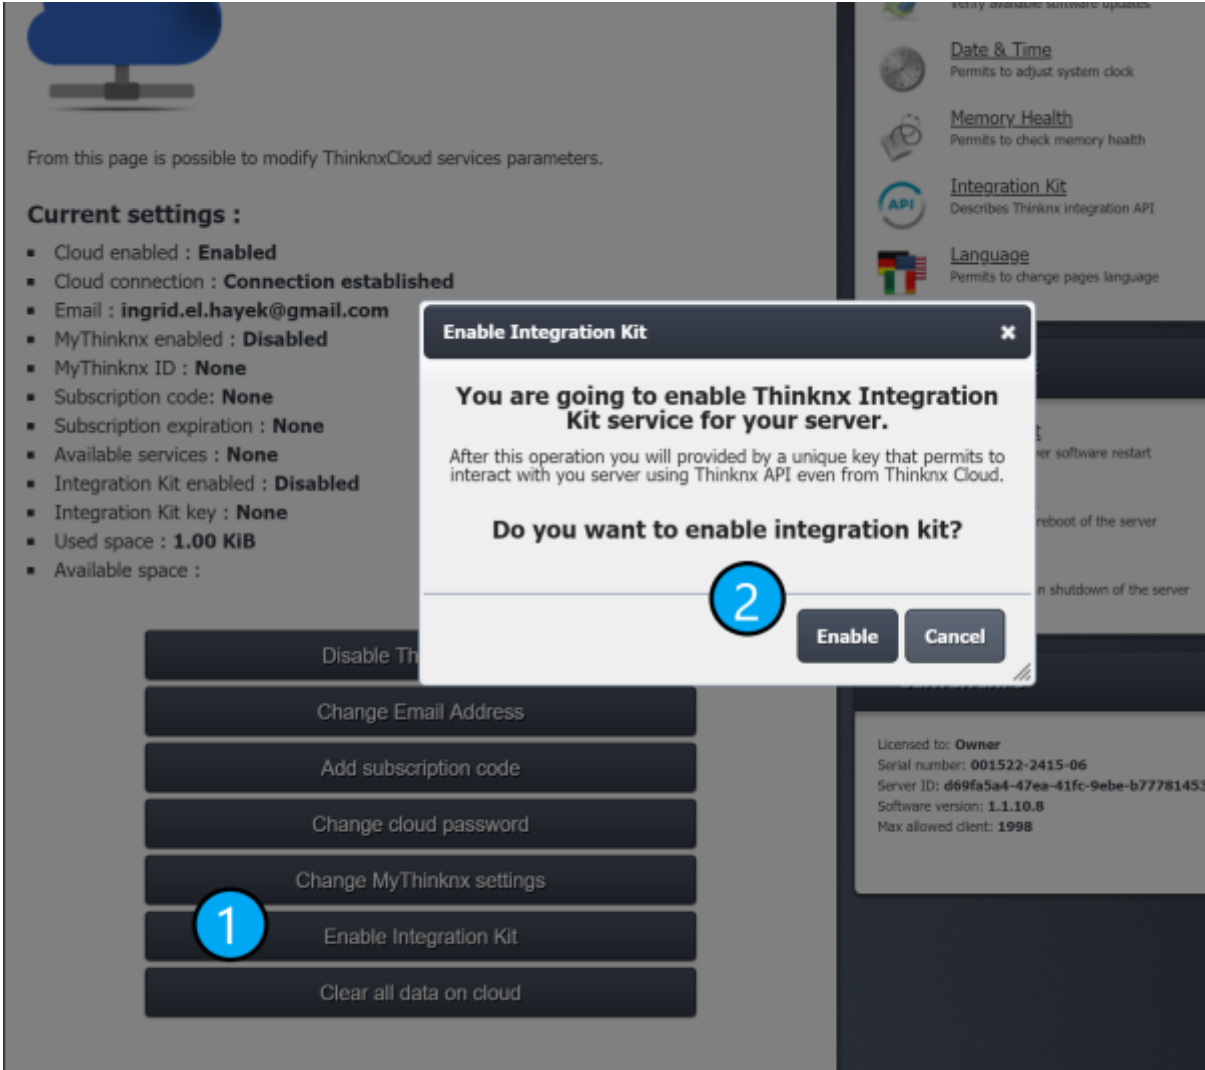 From this page is possible to modify ThinknxCloud services parameters.
Current settings :
Cloud enabled : Enabled
Cloud connection : Connection established
Email : ingrid.el.hayek@gmail.com
MyThinknx enabled : Disabled
MyThinknx ID : None
Subscription code: None
Subscription expiration : None
Available services : None
Integration Kit enabled : Disabled
Integration Kit key : None
Used space : 1.00 KiB
Available space :
Disable Th
Change Email Address
Add subscription code
Change cloud password
Change MyThinknx settings
1
Enable Integration Kit
Clear all data on cloud
Enable Integration Kit
You are going to enable Thinknx Integration
Kit service for your server.
After this operation you will provided by a unique key that permits to
interact with you server using Thinknx API even from Thinknx Cloud.
Do you want to enable integration kit?
2
Enable
Cancel
verify available software updates
Date & Time
Permits to adjust system clock
Memory Health
Permits to check memory health
API
Integration Kit
Describes Thinknx integration API
Language
Permits to change pages language
er software restart
reboot of the server
n shutdown of the server
Licensed to: Owner
Serial number: 001522-2415-06
Server ID: d69fa5a4-47ea-41fc-9ebe-b77781453
Software version: 1.1.10.8
Max allowed client: 1998